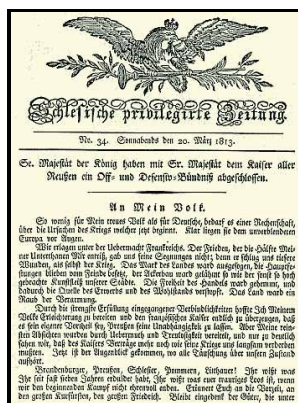 Schlesische privilegirte Zeitung.
No. 34. Sonnabends den 20. März 1813.
Se. Majestät der König haben mit Sr. Majestät dem Kaiser aller
Reußen ein Off- und Defensiv-Bündniß abgeschlossen.
An Mein Volk.
So wenig für Mein treues Volk als für Deutsche, bedarf es einer Rechenschaft,
über die Ursachen des Kriegs welcher jetzt beginnt. Klar liegen sie dem unverblendeten
Europa vor Augen.
Wir erlagen unter der Uebermacht Frankreichs. Der Frieden, der die Hälfte Mei-
ner Unterthanen Mir entriß, gab uns seine Segnungen nicht; denn er schlug uns tiefere
Wunden, als selbst der Krieg. Das Mark des Landes ward ausgesogen, die Hauptfe-
stungen blieben vom Feinde besetzt, der Ackerbau ward gelähmt so wie der sonst so hoch
gebrachte Kunstfleiß unserer Städte. Die Freiheit des Handels ward gehemmt, und
dadurch die Quelle des Erwerbs und des Wohlstands verstopft. Das Land ward ein
Raub der Verarmung.
Durch die strengste Erfüllung eingegangener Verbindlichkeiten hoffte Ich Meinem
Volke Erleichterung zu bereiten und den französischen Kaiser endlich zu überzeugen, daß
es sein eigener Vortheil sey, Preußen seine Unabhängigkeit zu lassen. Aber Meine rein-
sten Absichten wurden durch Uebermuth und Treulosigkeit vereitelt, und nur zu deutlich
sahen wir, daß des Kaisers Verträge mehr noch wie seine Kriege uns langsam verderben
mußten. Jetzt ist der Augenblick gekommen, wo alle Täuschung über unsern Zustand
aufhört.
Brandenburger, Preußen, Schlesier, Pommern, Litthauer! Ihr wißt was
Ihr seit fast sieben Jahren erduldet habt, Ihr wißt was euer trauriges Loos ist, wenn
wir den beginnenden Kampf nicht ehrenvoll enden. Erinnert Euch an die Vorzeit, an
den großen Kurfürsten, den großen Friedrich. Bleibt eingedenk der Güter, die unter